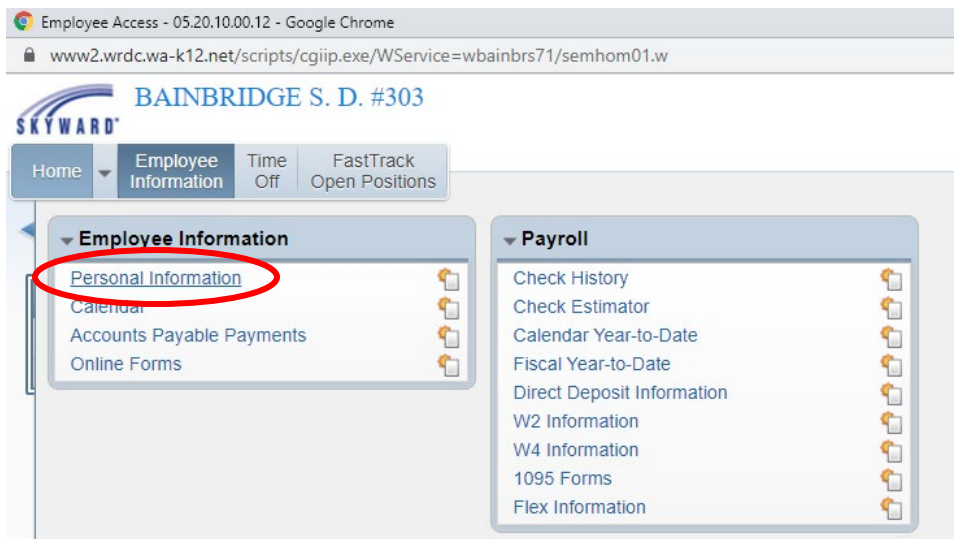 Employee Access - 05.20.10.00.12 - Google Chrome
www2.wrdc.wa-k12.net/scripts/cgiip.exe/WService=wbainbrs71/semhom01.w
SKYWARD
BAINBRIDGE S. D. #303
Home
Employee Information
Time Off
FastTrack Open Positions
Employee Information
Personal Information
Calendar
Accounts Payable Payments
Online Forms
Payroll
Check History
Check Estimator
Calendar Year-to-Date
Fiscal Year-to-Date
Direct Deposit Information
W2 Information
W4 Information
1095 Forms
Flex Information